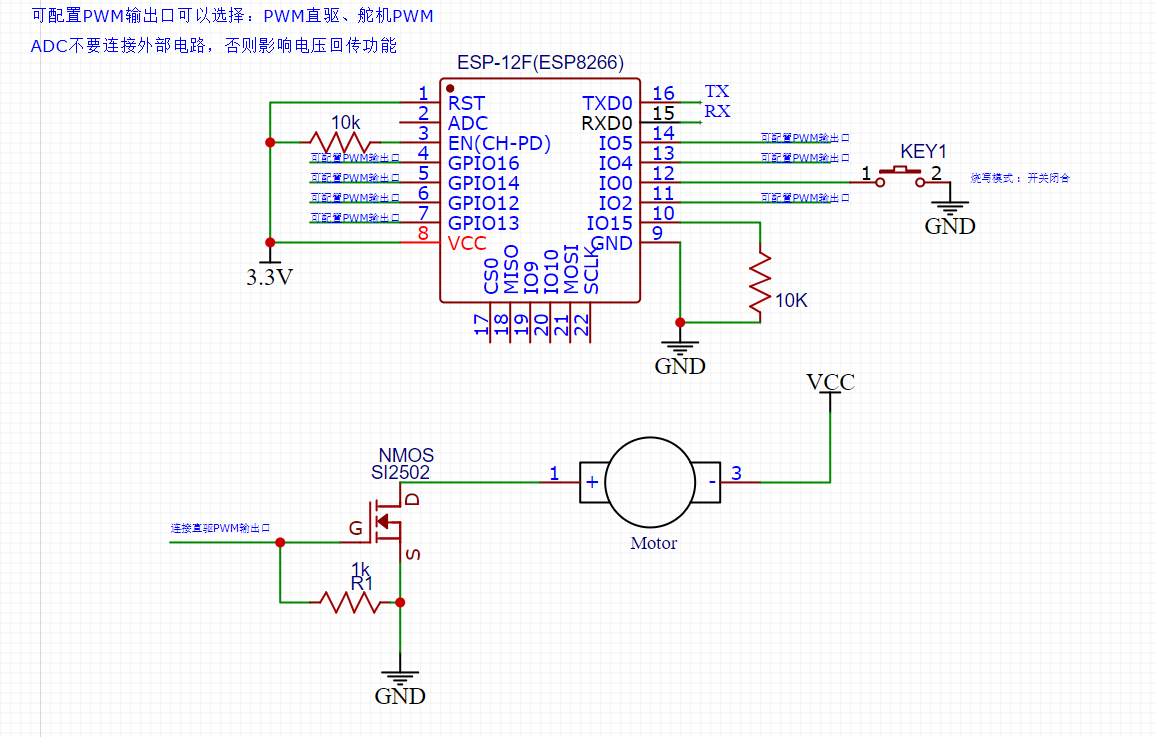 可配置PWM输出口可以选择：PWM直驱、舵机PWM
ADC不要连接外部电路，否则影响电压回传功能
ESP-12F(ESP8266)
1 RST TXD0 16 TX
2 ADC RXD0 15 RX
10k 3 EN(CH-PD) IO5 14 可配置PWM输出口
可配置PWM输出口 4 GPIO16 IO4 13 可配置PWM输出口
可配置PWM输出口 5 GPIO14 IO0 12
KEY1
1 2
烧写模式：开关闭合
GND
可配置PWM输出口 6 GPIO12 IO2 11 可配置PWM输出口
可配置PWM输出口 7 GPIO13 IO15 10
8 VCC GND 9
3.3V
CS0 MISO IO9 IO10 MOSI SCLK
17 18 19 20 21 22
10K
GND
VCC
NMOS
SI2502
D
G
S
1 + - 3
Motor
连接直驱PWM输出口
1k
R1
GND